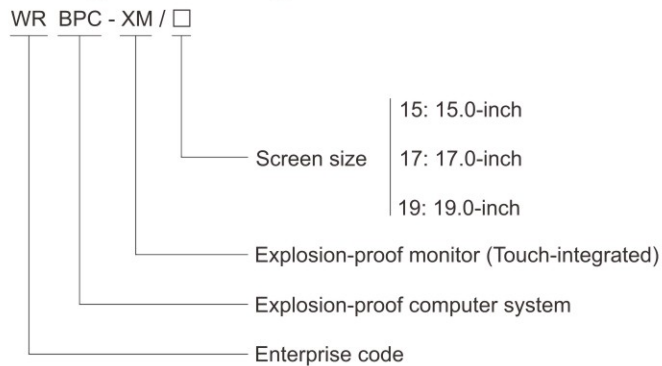 WR BPC - XM / □
15: 15.0-inch
Screen size 17: 17.0-inch
19: 19.0-inch
Explosion-proof monitor (Touch-integrated)
Explosion-proof computer system
Enterprise code